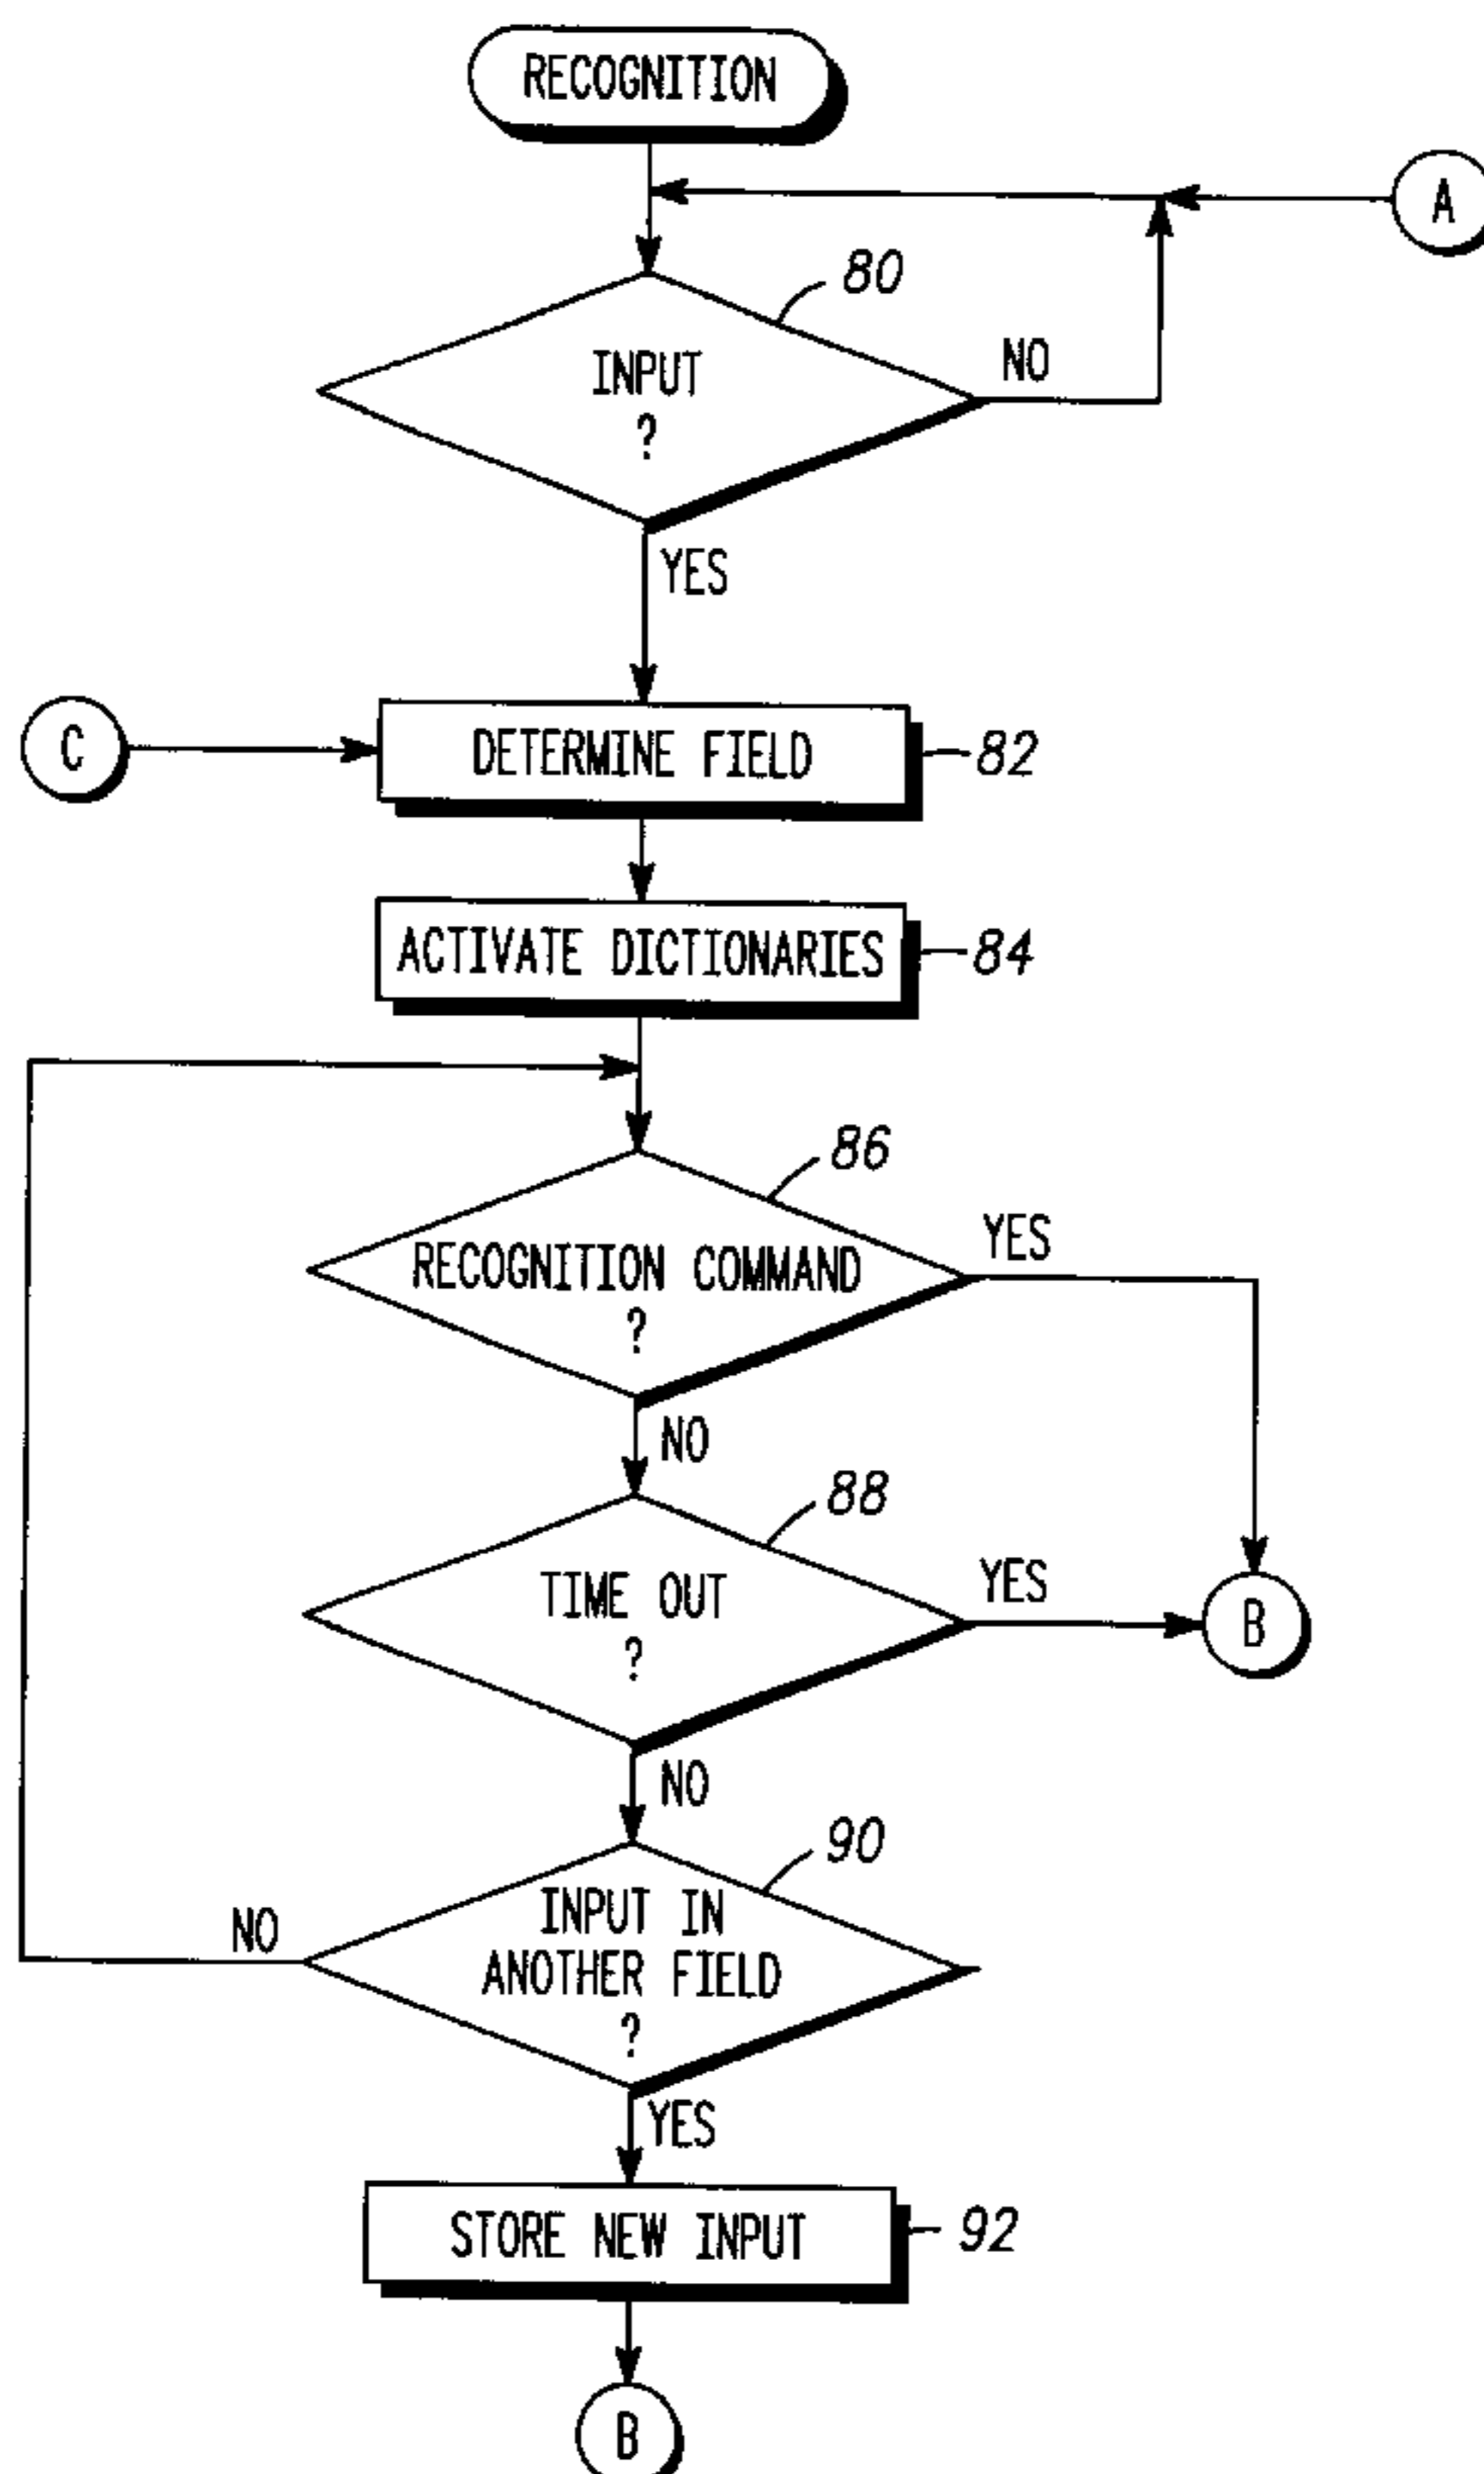 RECOGNITION
A
80
INPUT
?
NO
YES
C
DETERMINE FIELD
82
ACTIVATE DICTIONARIES
84
86
RECOGNITION COMMAND
?
YES
NO
88
TIME OUT
?
YES
B
NO
90
INPUT IN
ANOTHER FIELD
?
NO
YES
STORE NEW INPUT
92
B